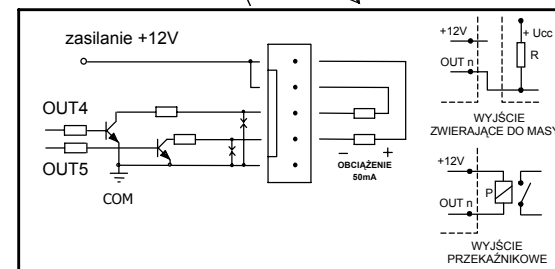 zasilanie +12V
OUT4
OUT5
COM
− +
OBCIĄŻENIE
50mA
+12V
+ Ucc
R
OUT n
WYJŚCIE
ZWIERAJĄCE DO MASY
+12V
P
OUT n
WYJŚCIE
PRZEKAŹNIKOWE